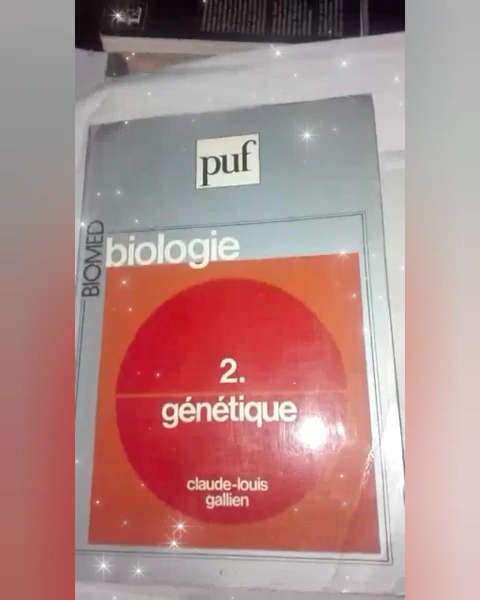 puf
BIOMED
biologie
2.
génétique
claude-louis
gallien